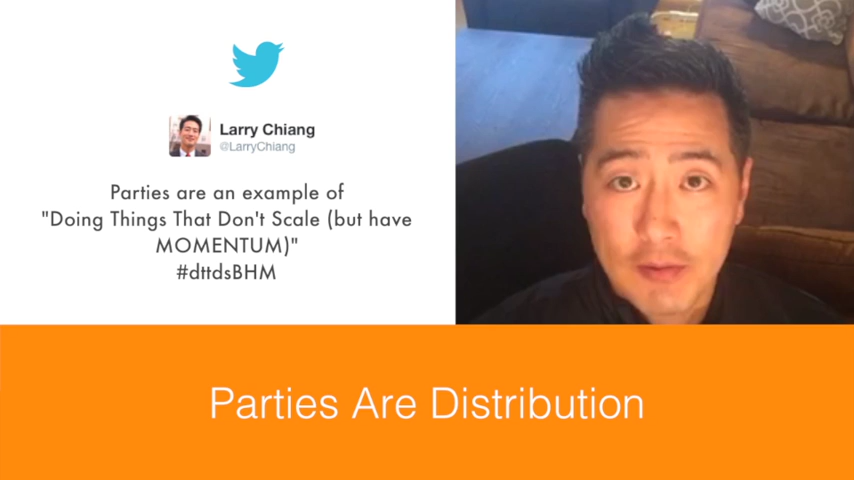 Larry Chiang
@LarryChiang
Parties are an example of
"Doing Things That Don't Scale (but have
MOMENTUM)"
#dttdsBHM
Parties Are Distribution